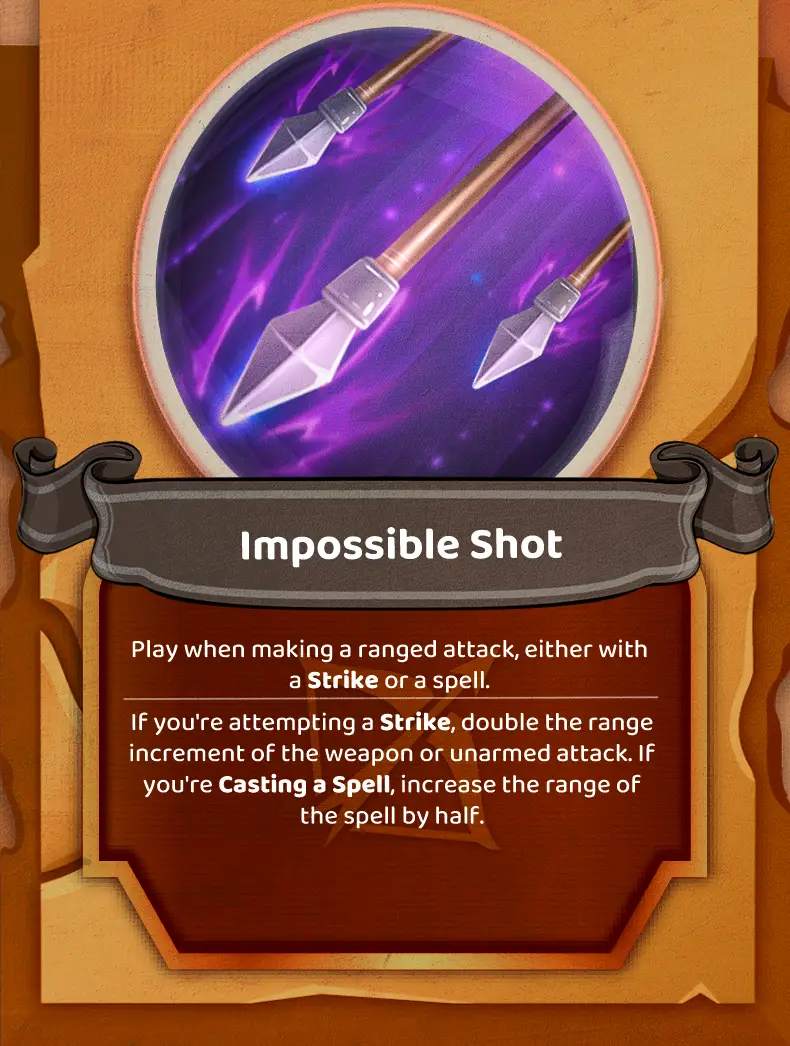 Impossible Shot
Play when making a ranged attack, either with
a Strike or a spell.
If you're attempting a Strike, double the range
increment of the weapon or unarmed attack. If
you're Casting a Spell, increase the range of
the spell by half.